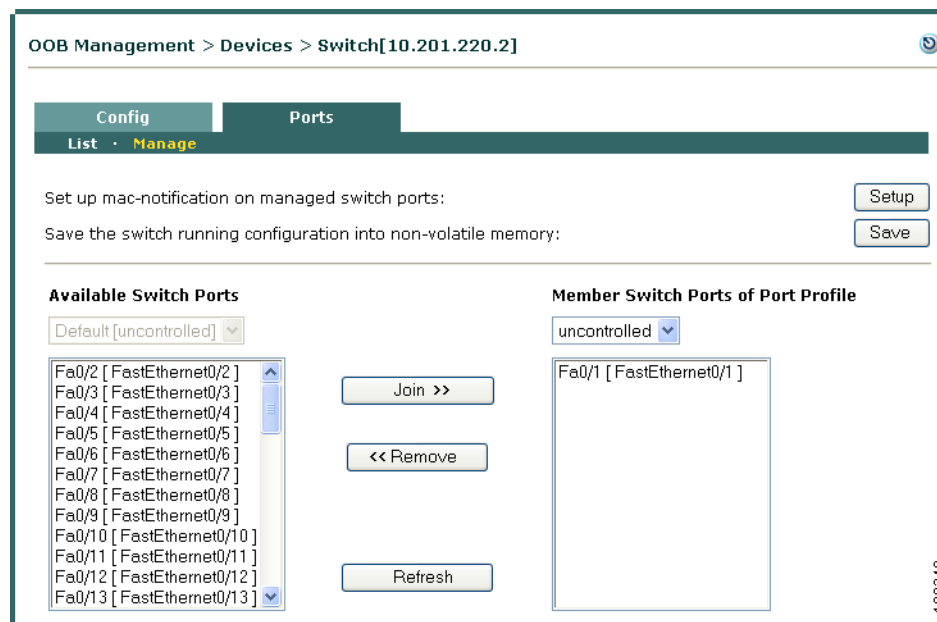 OOB Management > Devices > Switch[10.201.220.2]
Config Ports
List · Manage
Set up mac-notification on managed switch ports: Setup
Save the switch running configuration into non-volatile memory: Save
Available Switch Ports Member Switch Ports of Port Profile
Default [uncontrolled] uncontrolled
Fa0/2 [ FastEthernet0/2 ]
Fa0/3 [ FastEthernet0/3 ]
Fa0/4 [ FastEthernet0/4 ]
Fa0/5 [ FastEthernet0/5 ]
Fa0/6 [ FastEthernet0/6 ]
Fa0/7 [ FastEthernet0/7 ]
Fa0/8 [ FastEthernet0/8 ]
Fa0/9 [ FastEthernet0/9 ]
Fa0/10 [ FastEthernet0/10 ]
Fa0/11 [ FastEthernet0/11 ]
Fa0/12 [ FastEthernet0/12 ]
Fa0/13 [ FastEthernet0/13 ]
Join >>
<< Remove
Refresh
Fa0/1 [ FastEthernet0/1 ]